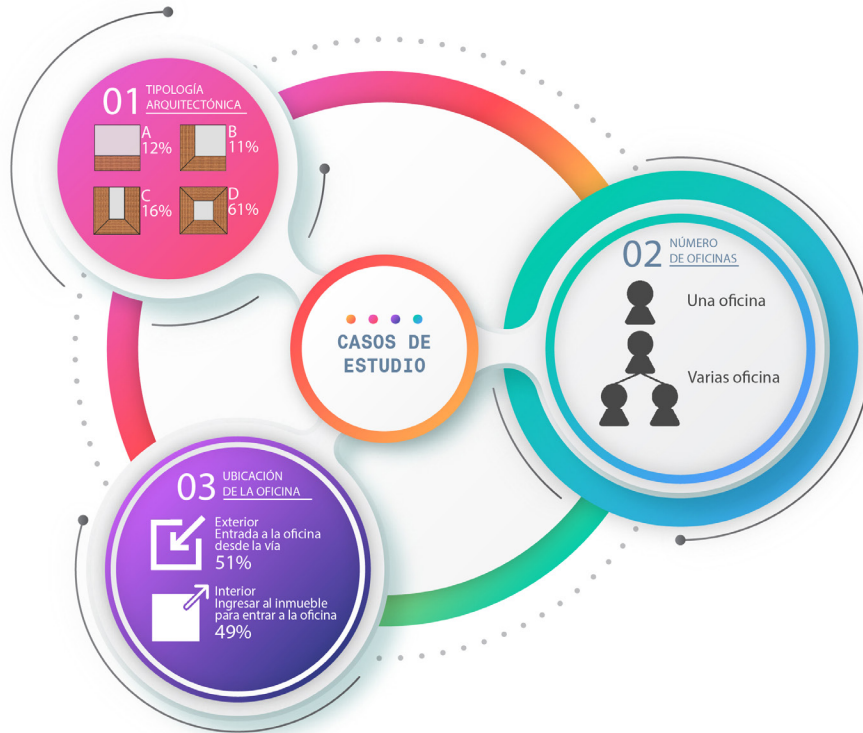 01 TIPOLOGÍA
ARQUITECTÓNICA
A
12%
B
11%
C
16%
D
61%
02 NÚMERO
DE OFICINAS
Una oficina
Varias oficina
CASOS DE
ESTUDIO
03 UBICACIÓN
DE LA OFICINA
Exterior
Entrada a la oficina
desde la vía
51%
Interior
Ingresar al inmueble
para entrar a la oficina
49%